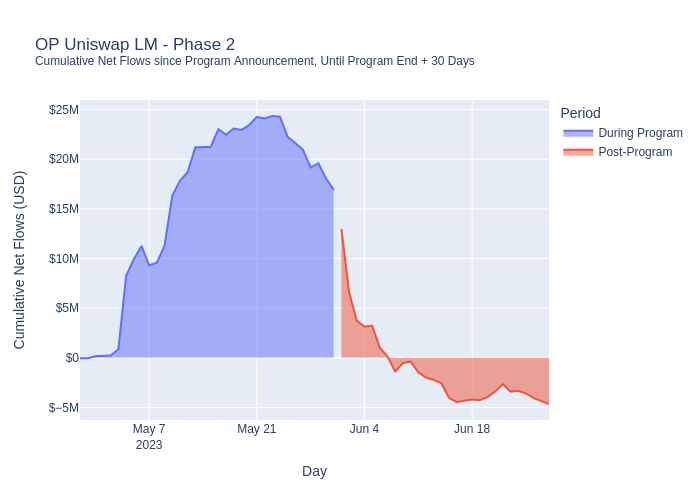 OP Uniswap LM - Phase 2
Cumulative Net Flows since Program Announcement, Until Program End + 30 Days
Period
During Program
Post-Program
Cumulative Net Flows (USD)
$25M
$20M
$15M
$10M
$5M
$0
$−5M
May 7
2023
May 21
Jun 4
Jun 18
Day